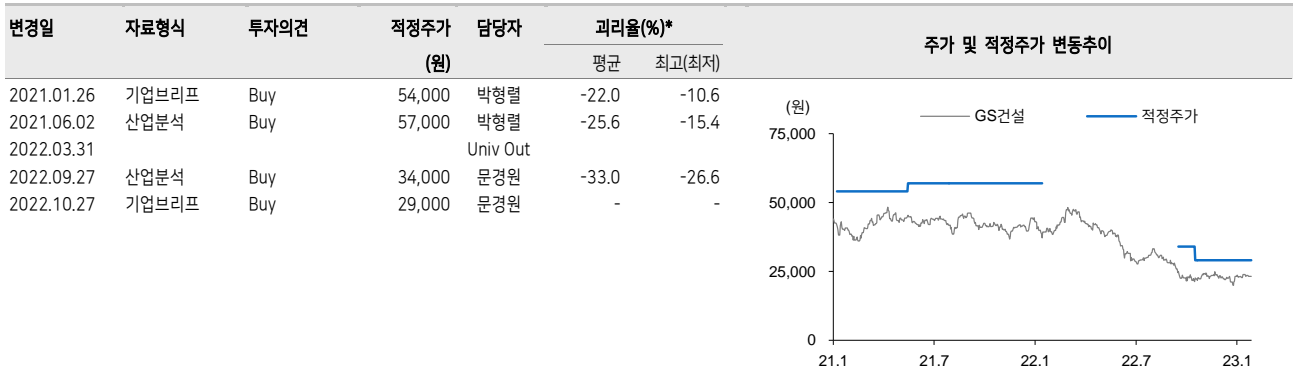 변경일 자료형식 투자의견 적정주가 담당자 괴리율(%)* 주가 및 적정주가 변동추이
(원) 평균 최고(최저)
2021.01.26 기업브리프 Buy 54,000 박형렬 -22.0 -10.6
2021.06.02 산업분석 Buy 57,000 박형렬 -25.6 -15.4
2022.03.31 Univ Out
2022.09.27 산업분석 Buy 34,000 문경원 -33.0 -26.6
2022.10.27 기업브리프 Buy 29,000 문경원 - -
(원) GS건설 적정주가
75,000
50,000
25,000
0
21.1 21.7 22.1 22.7 23.1